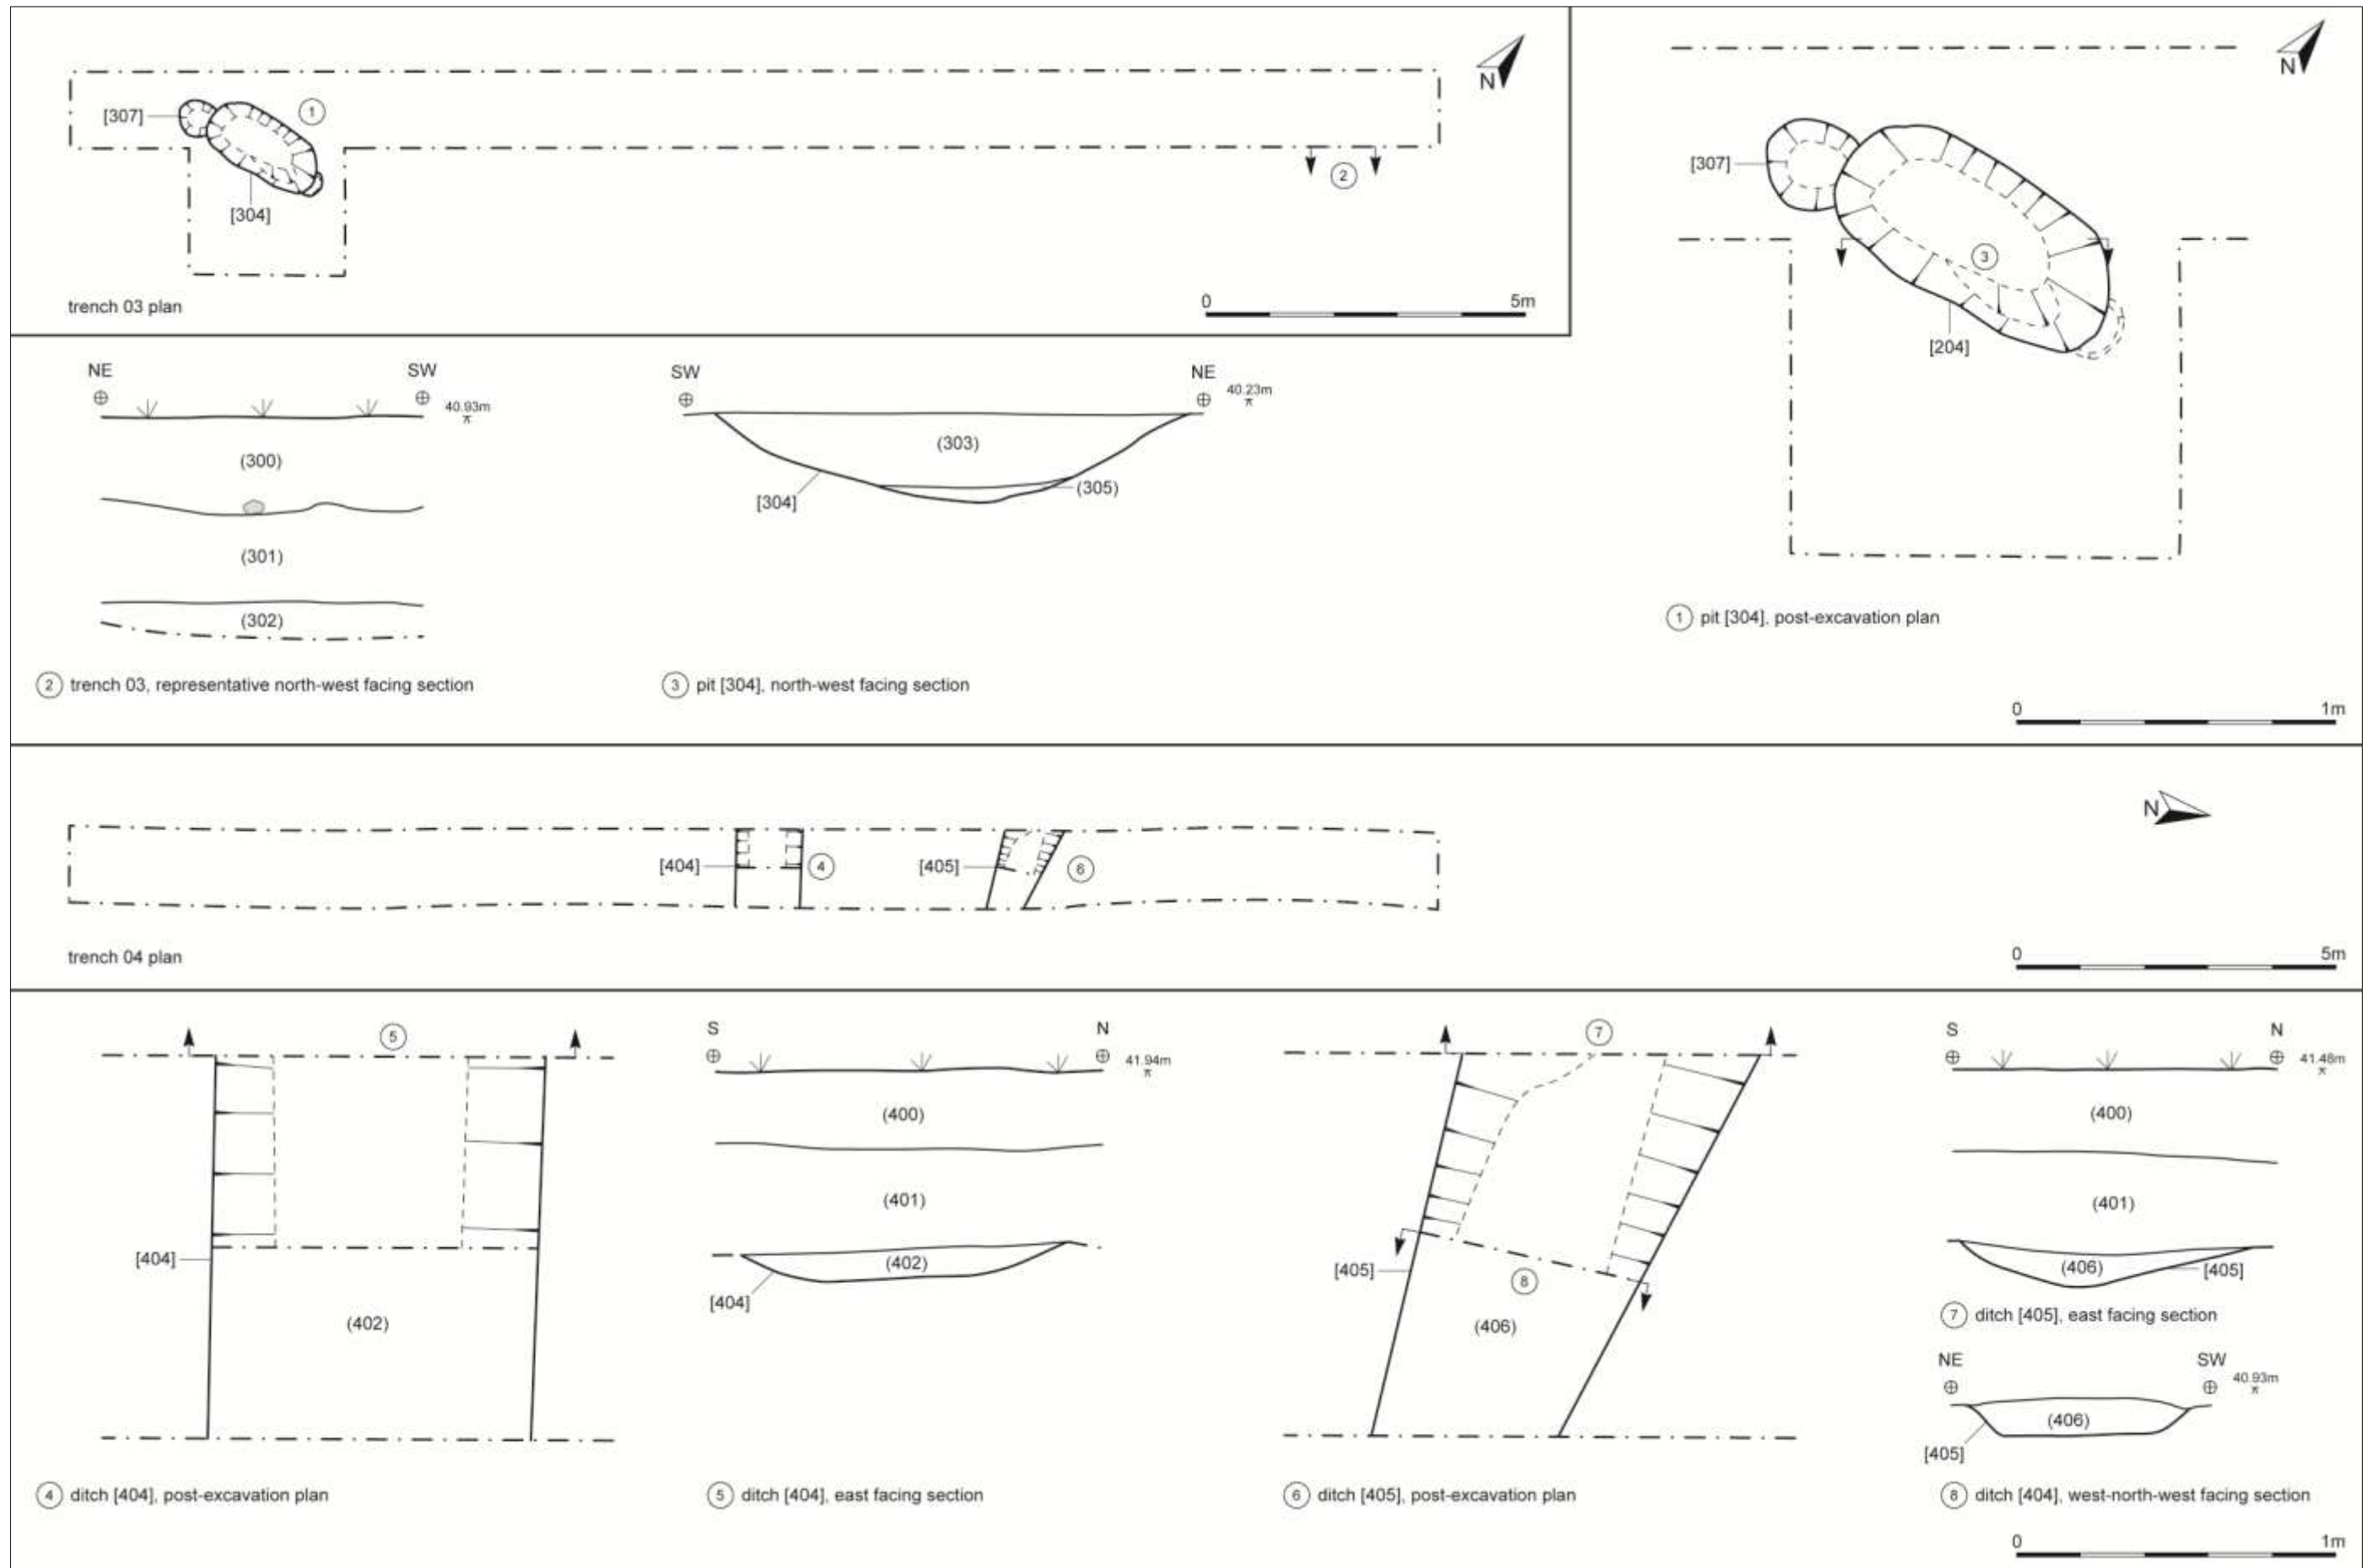 N
[307]
1
2
[304]
trench 03 plan
0 5m
N
[307]
3
[204]
1 pit [304], post-excavation plan
NE SW
40.93m
(300)
(301)
(302)
2 trench 03, representative north-west facing section
SW NE
40.23m
(303)
(305)
[304]
3 pit [304], north-west facing section
0 1m
N
[404] 4 [405] 6
trench 04 plan
0 5m
5
[404]
(402)
4 ditch [404], post-excavation plan
S N
41.94m
(400)
(401)
(402)
[404]
5 ditch [404], east facing section
7
[405]
8
(406)
6 ditch [405], post-excavation plan
S N
41.46m
(400)
(401)
(406) [405]
7 ditch [405], east facing section
NE SW
40.93m
(406)
[405]
8 ditch [404], west-north-west facing section
0 1m